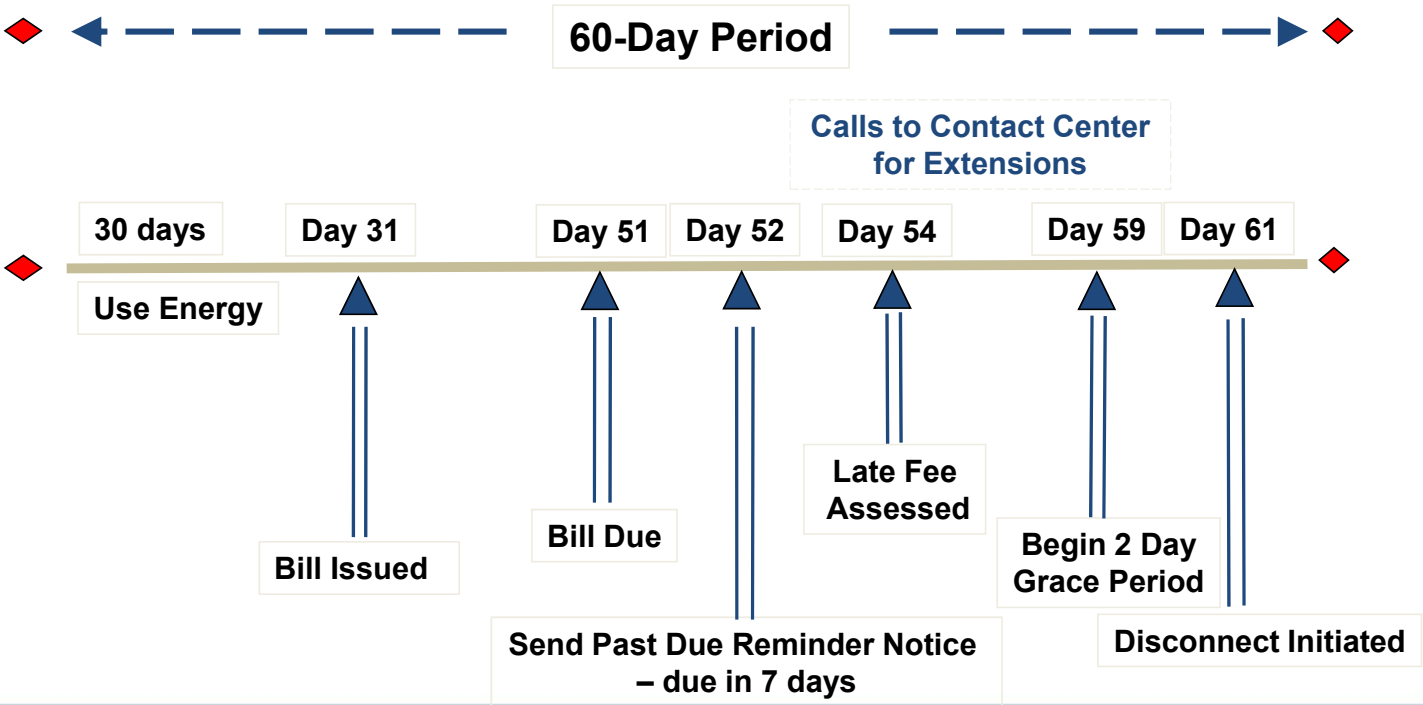 60-Day Period
Calls to Contact Center
for Extensions
30 days
Day 31
Day 51
Day 52
Day 54
Day 59
Day 61
Use Energy
Bill Issued
Bill Due
Send Past Due Reminder Notice
– due in 7 days
Late Fee
Assessed
Begin 2 Day
Grace Period
Disconnect Initiated